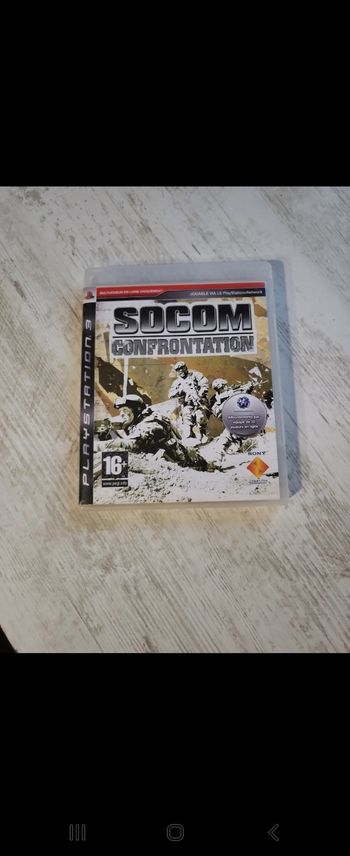 MULTIJOUEUR EN LIGNE UNIQUEMENT
JOUABLE VIA LE PlayStation®Network
SOCOM
CONFRONTATION
PLAYSTATION 3
16
www.pegi.info
SONY